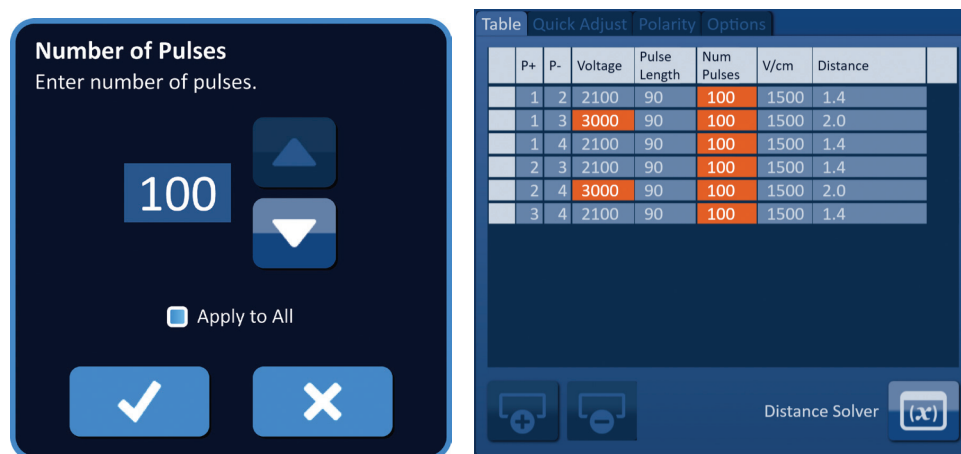 Number of Pulses
Enter number of pulses.
100
Apply to All
Table Quick Adjust Polarity Options
P+ P- Voltage Pulse Length Num Pulses V/cm Distance
1 2 2100 90 100 1500 1.4
1 3 3000 90 100 1500 2.0
1 4 2100 90 100 1500 1.4
2 3 2100 90 100 1500 1.4
2 4 3000 90 100 1500 2.0
3 4 2100 90 100 1500 1.4
Distance Solver (x)